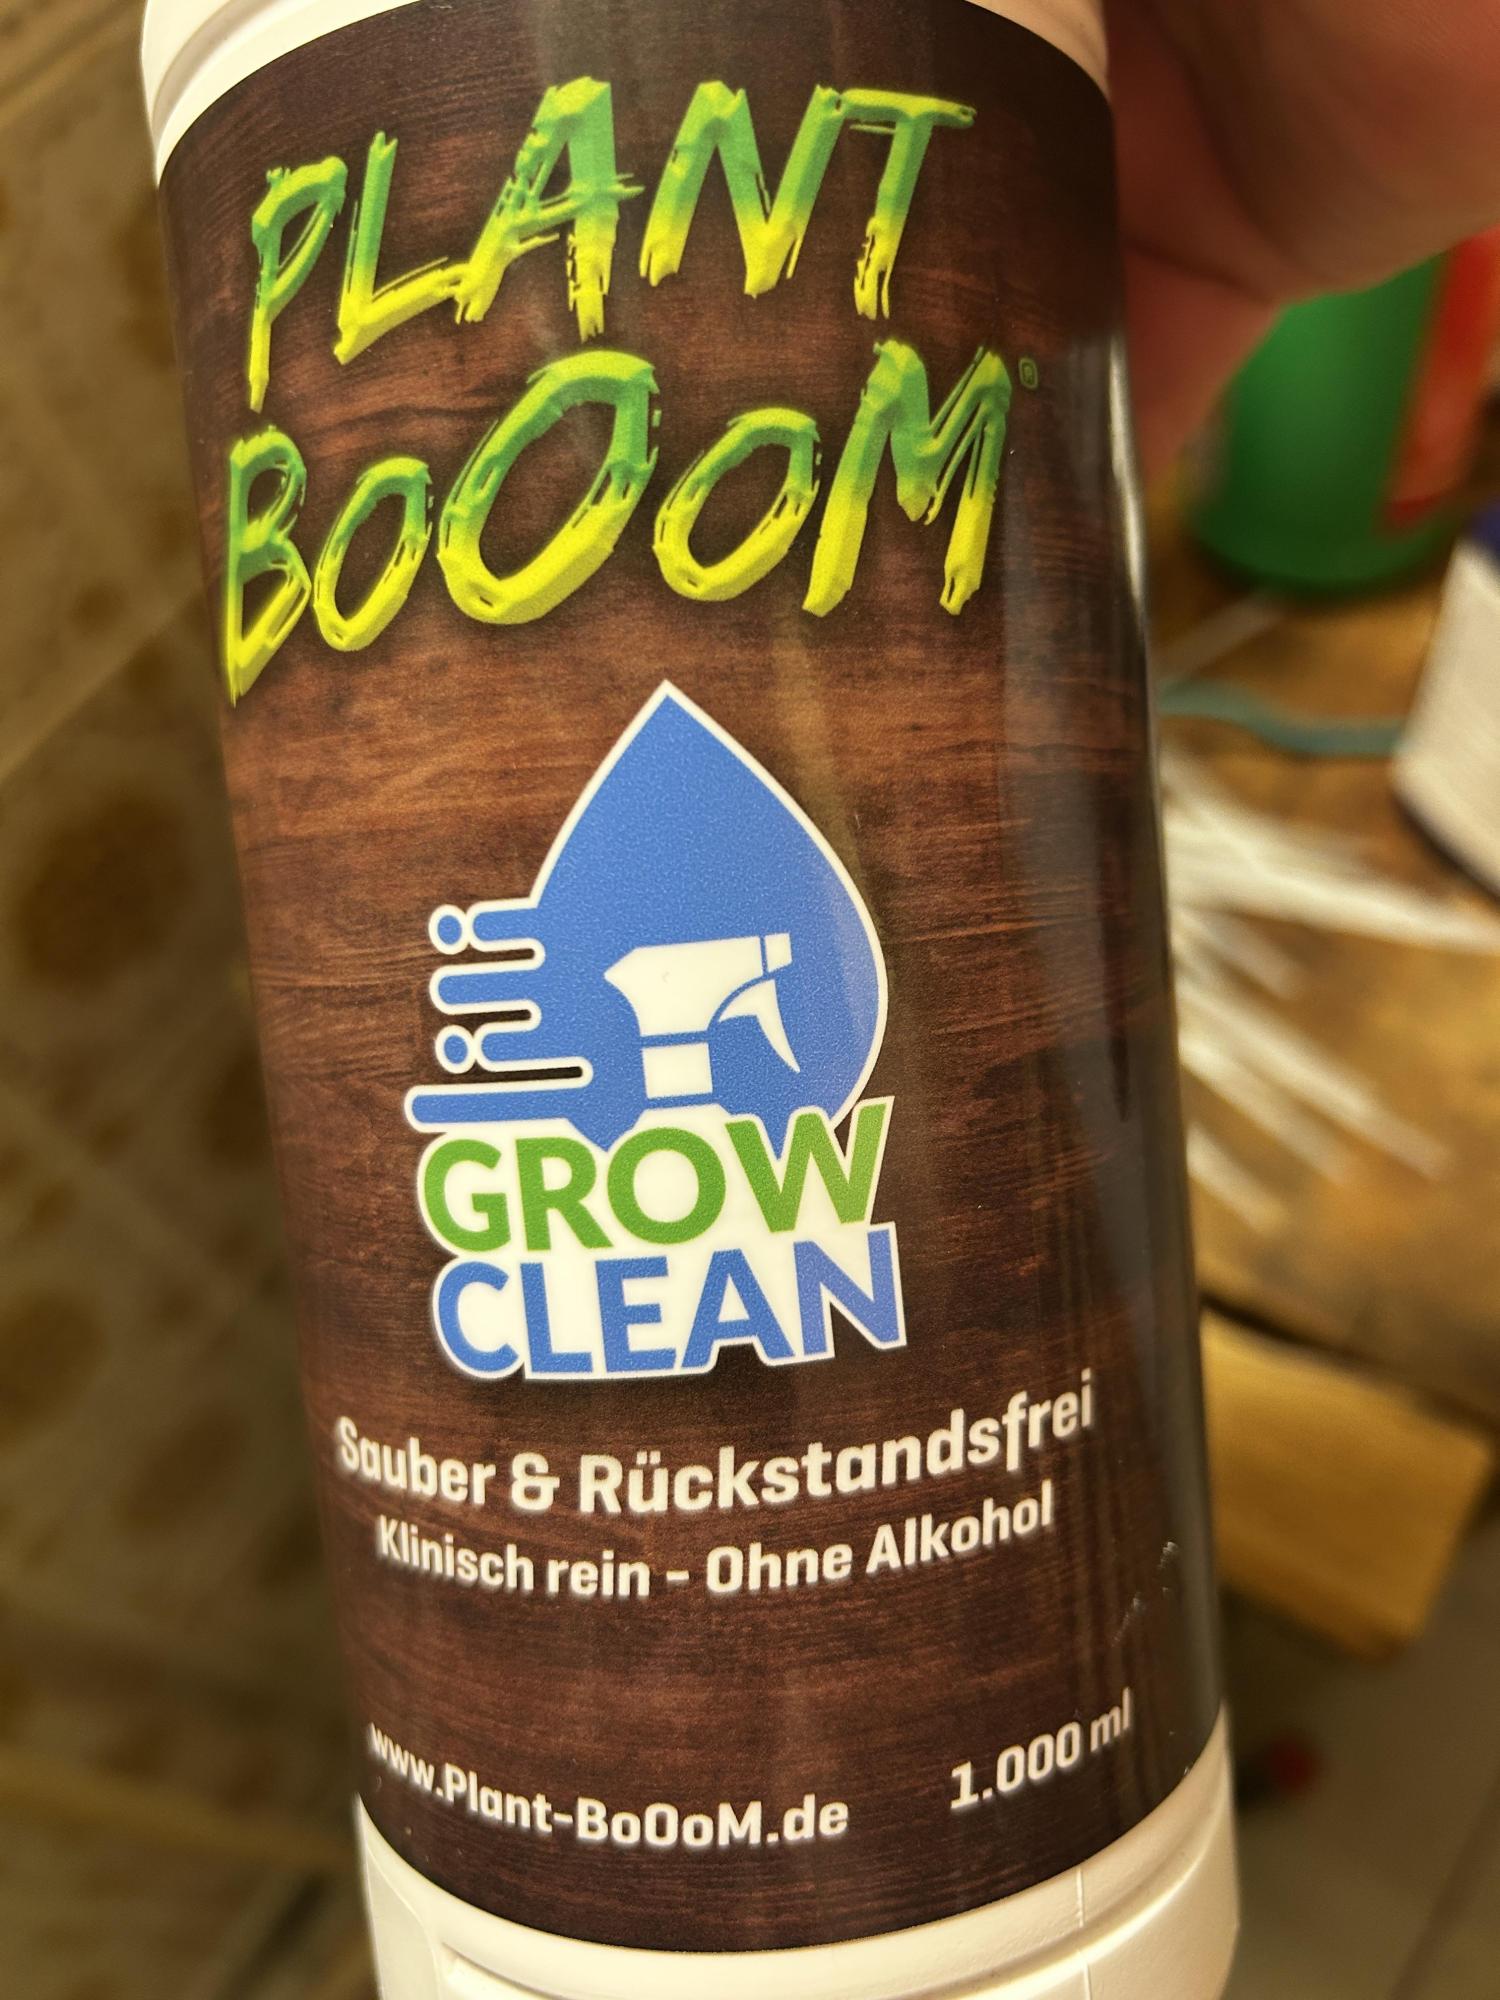 PLANT
BoOoM®
GROW
CLEAN
Sauber & Rückstandsfrei
Klinisch rein - Ohne Alkohol
www.Plant-BoOoM.de 1.000 ml